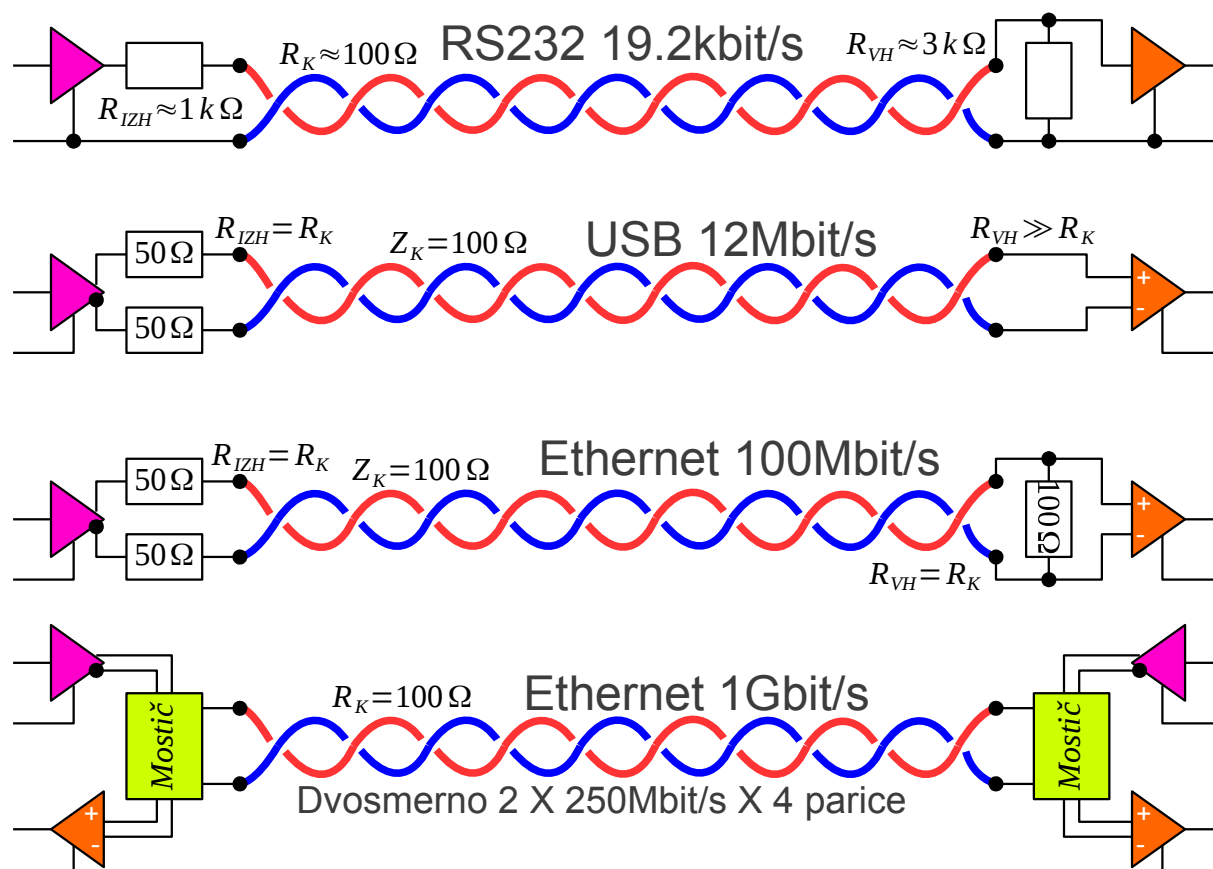 RS232 19.2kbit/s
R_K≈100Ω
R_VH≈3kΩ
R_IZH≈1kΩ
USB 12Mbit/s
R_IZH=R_K
Z_K=100Ω
R_VH≫R_K
50Ω
+
-
50Ω
Ethernet 100Mbit/s
R_IZH=R_K
Z_K=100Ω
50Ω
100Ω
+
-
50Ω
R_VH=R_K
Ethernet 1Gbit/s
R_K=100Ω
Mostič
Mostič
Dvosmerno 2 X 250Mbit/s X 4 parice
+
-
+
-